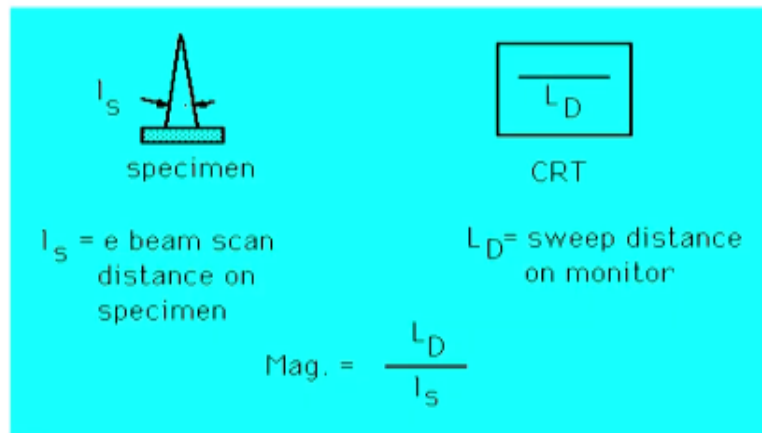 l_S
specimen
L_D
CRT
l_S = e beam scan
distance on
specimen
L_D= sweep distance
on monitor
Mag. = L_D
l_S